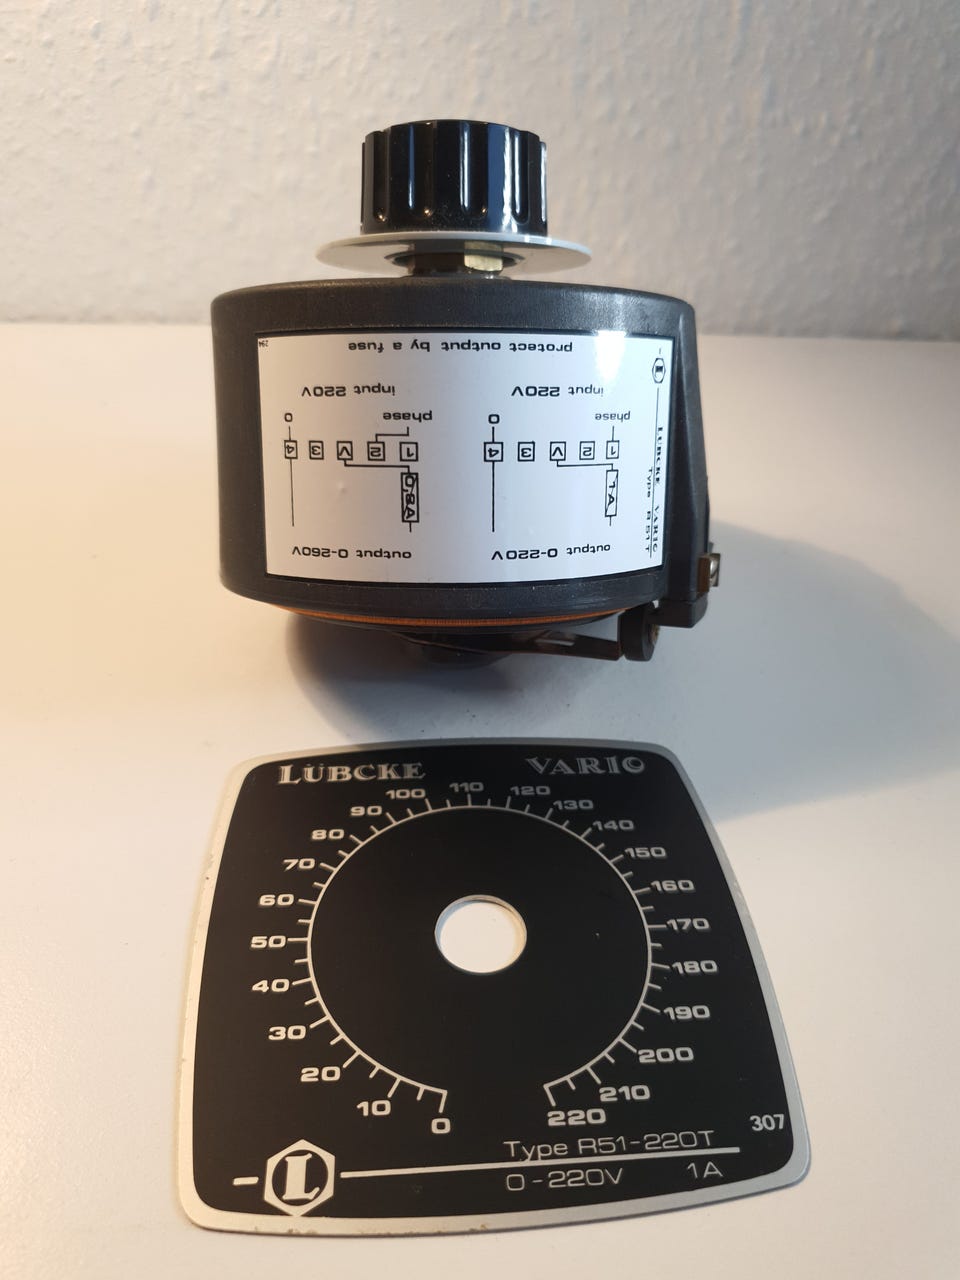 protect output by a fuse
294
input 220V
input 220V
0
phase
0
phase
4 3 V 2 1
4 3 V 2 1
0,8A
1A
output 0-260V
output 0-220V
LÜBCKE VARIO
Type R51T
LÜBCKE VARIO
0
10
20
30
40
50
60
70
80
90
100
110
120
130
140
150
160
170
180
190
200
210
220
307
Type R51-220T
L
0-220V 1A